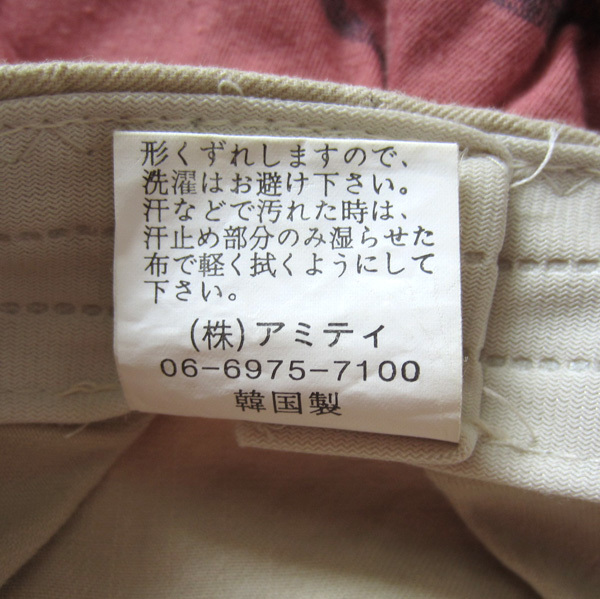 形くずれしますので、
洗濯はお避け下さい。
汗などで汚れた時は、
汗止め部分のみ湿らせた
布で軽く拭くようにして
下さい。
(株)アミティ
06-6975-7100
韓国製